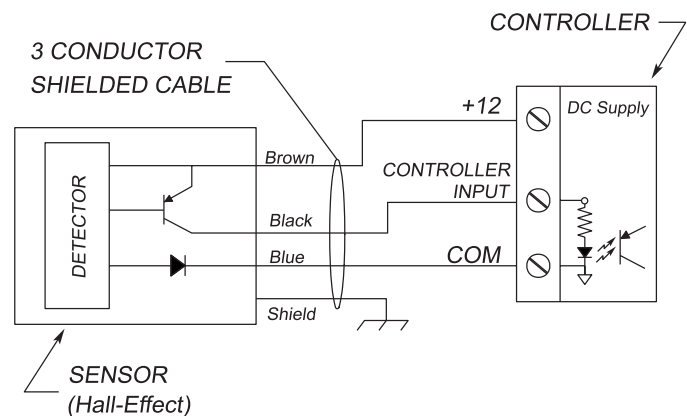 CONTROLLER
3 CONDUCTOR
SHIELDED CABLE
+12
DC Supply
Brown
CONTROLLER
INPUT
DETECTOR
Black
Blue
COM
Shield
SENSOR
(Hall-Effect)